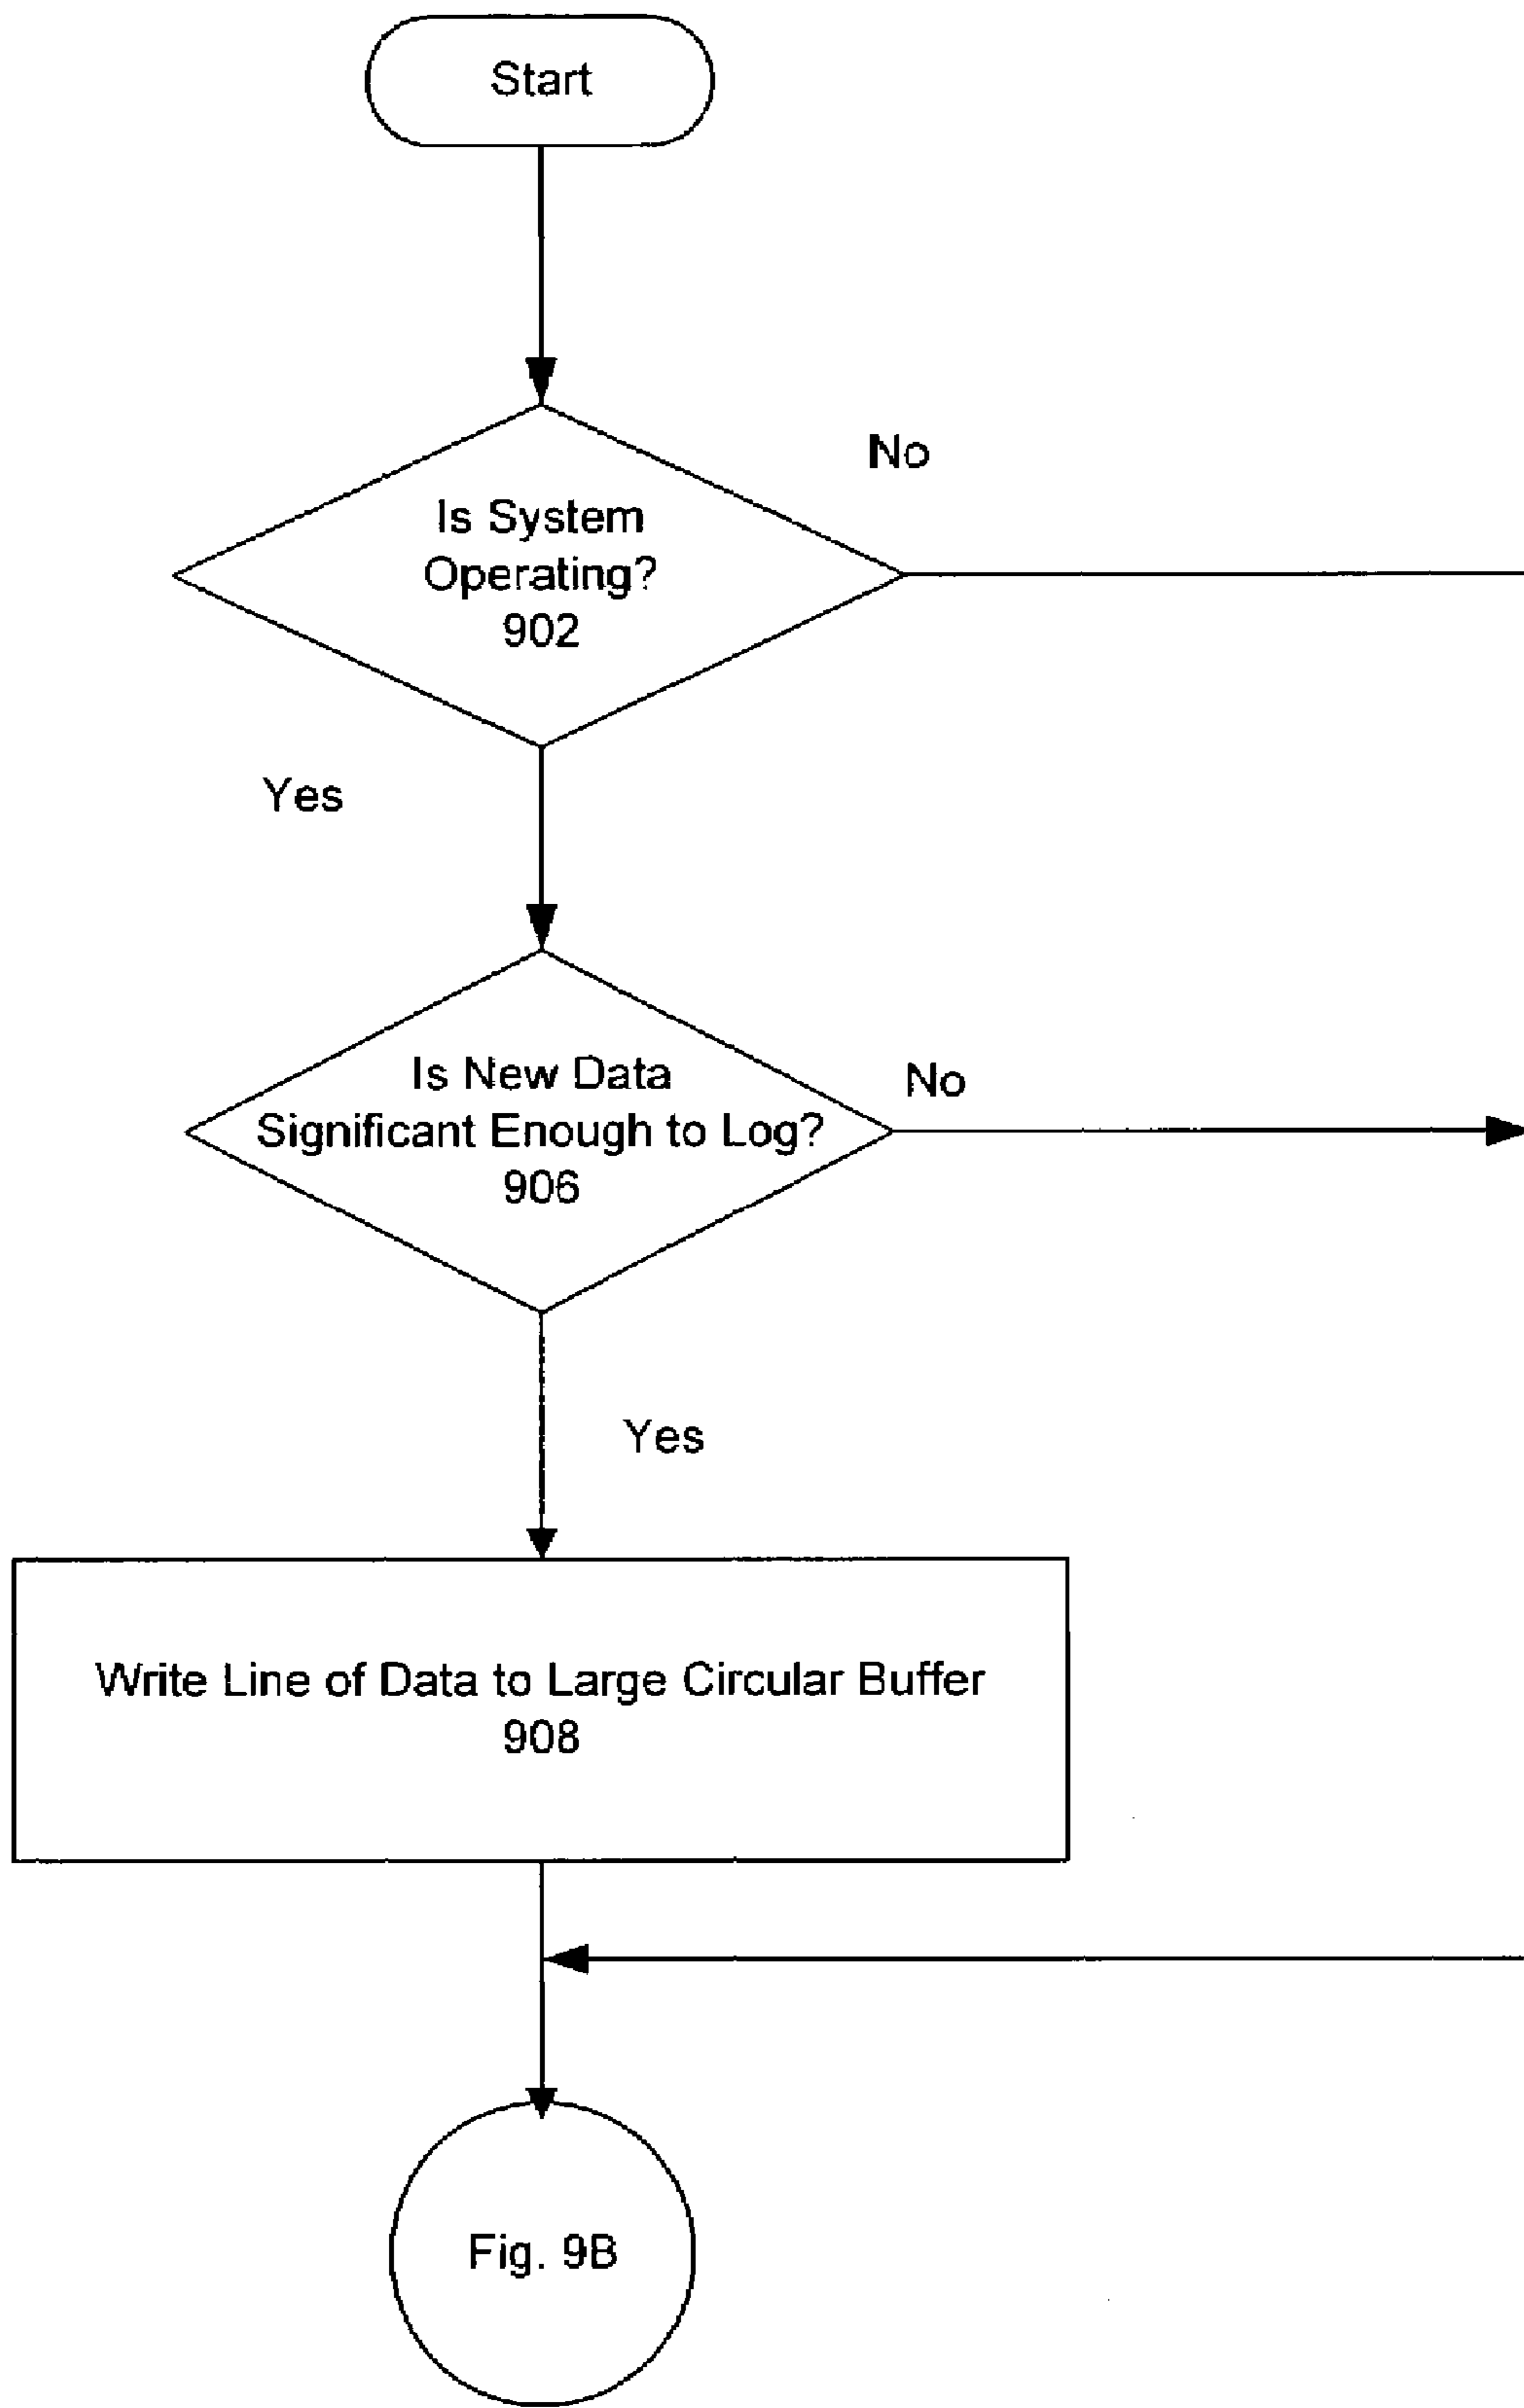 Start
Is System
Operating?
902
No
Yes
Is New Data
Significant Enough to Log?
906
No
Yes
Write Line of Data to Large Circular Buffer
908
Fig. 9B